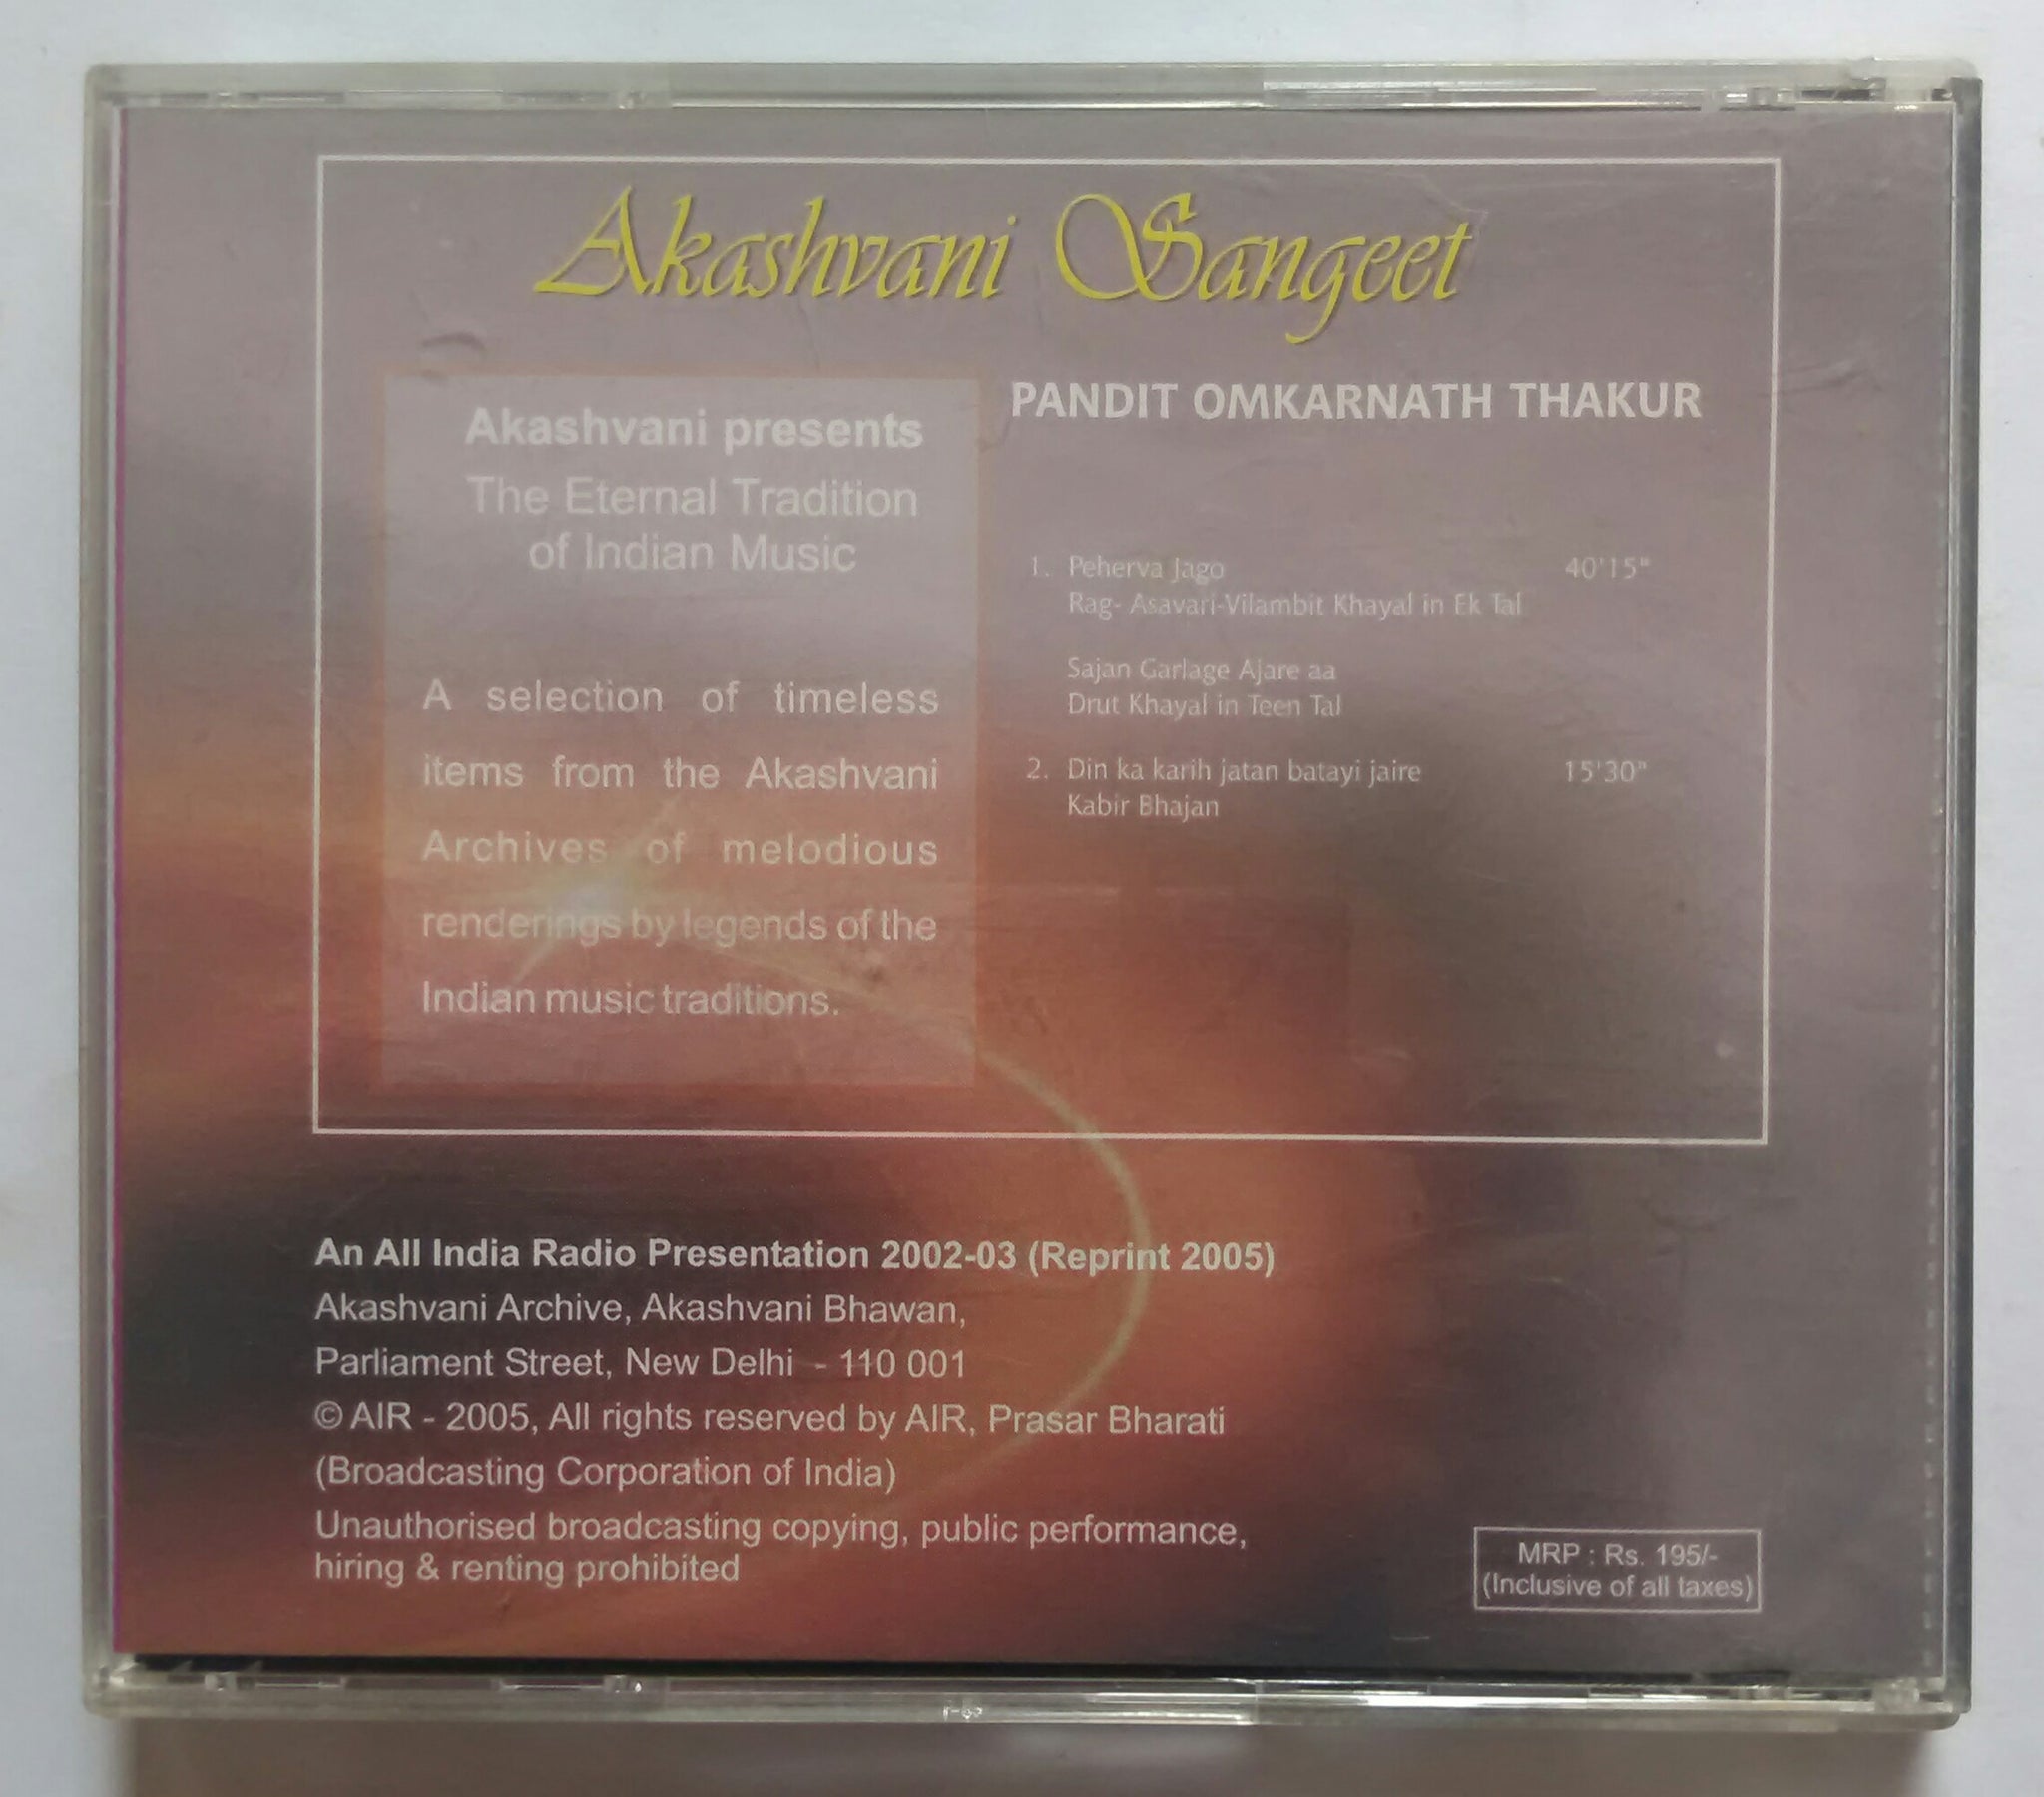 Akashvani Sangeet
Akashvani presents
The Eternal Tradition
of Indian Music
A selection of timeless
items from the Akashvani
Archives of melodious
renderings by legends of the
Indian music traditions.
PANDIT OMKARNATH THAKUR
1. Peherva Jago 40'15"
Rag- Asavari-Vilambit Khayal in Ek Tal
Sajan Garlage Ajare aa
Drut Khayal in Teen Tal
2. Din ka karih jatan batayi jaire 15'30"
Kabir Bhajan
An All India Radio Presentation 2002-03 (Reprint 2005)
Akashvani Archive, Akashvani Bhawan,
Parliament Street, New Delhi - 110 001
© AIR - 2005, All rights reserved by AIR, Prasar Bharati
(Broadcasting Corporation of India)
Unauthorised broadcasting copying, public performance,
hiring & renting prohibited
MRP : Rs. 195/-
(Inclusive of all taxes)